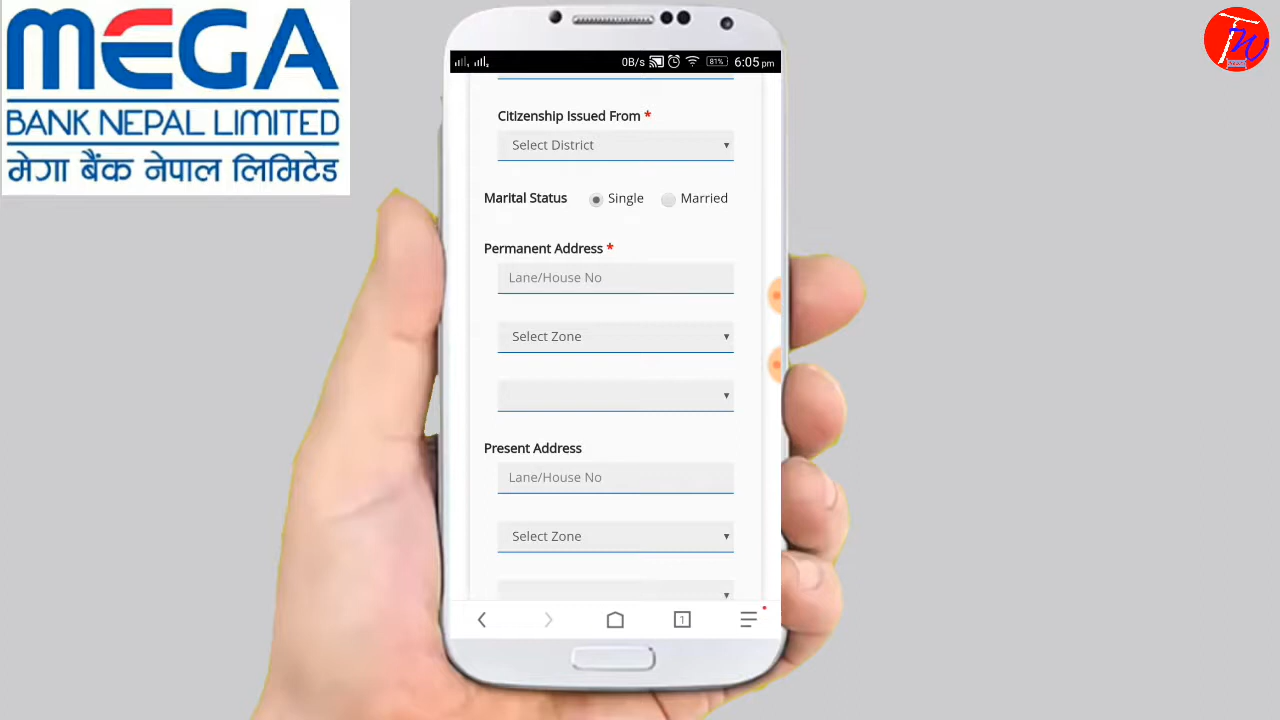 MEGA
BANK NEPAL LIMITED
मेगा बैंक नेपाल लिमिटेड
0B/s 81% 6:05 pm
Citizenship Issued From *
Select District
Marital Status Single Married
Permanent Address *
Lane/House No
Select Zone
Present Address
Lane/House No
Select Zone
1